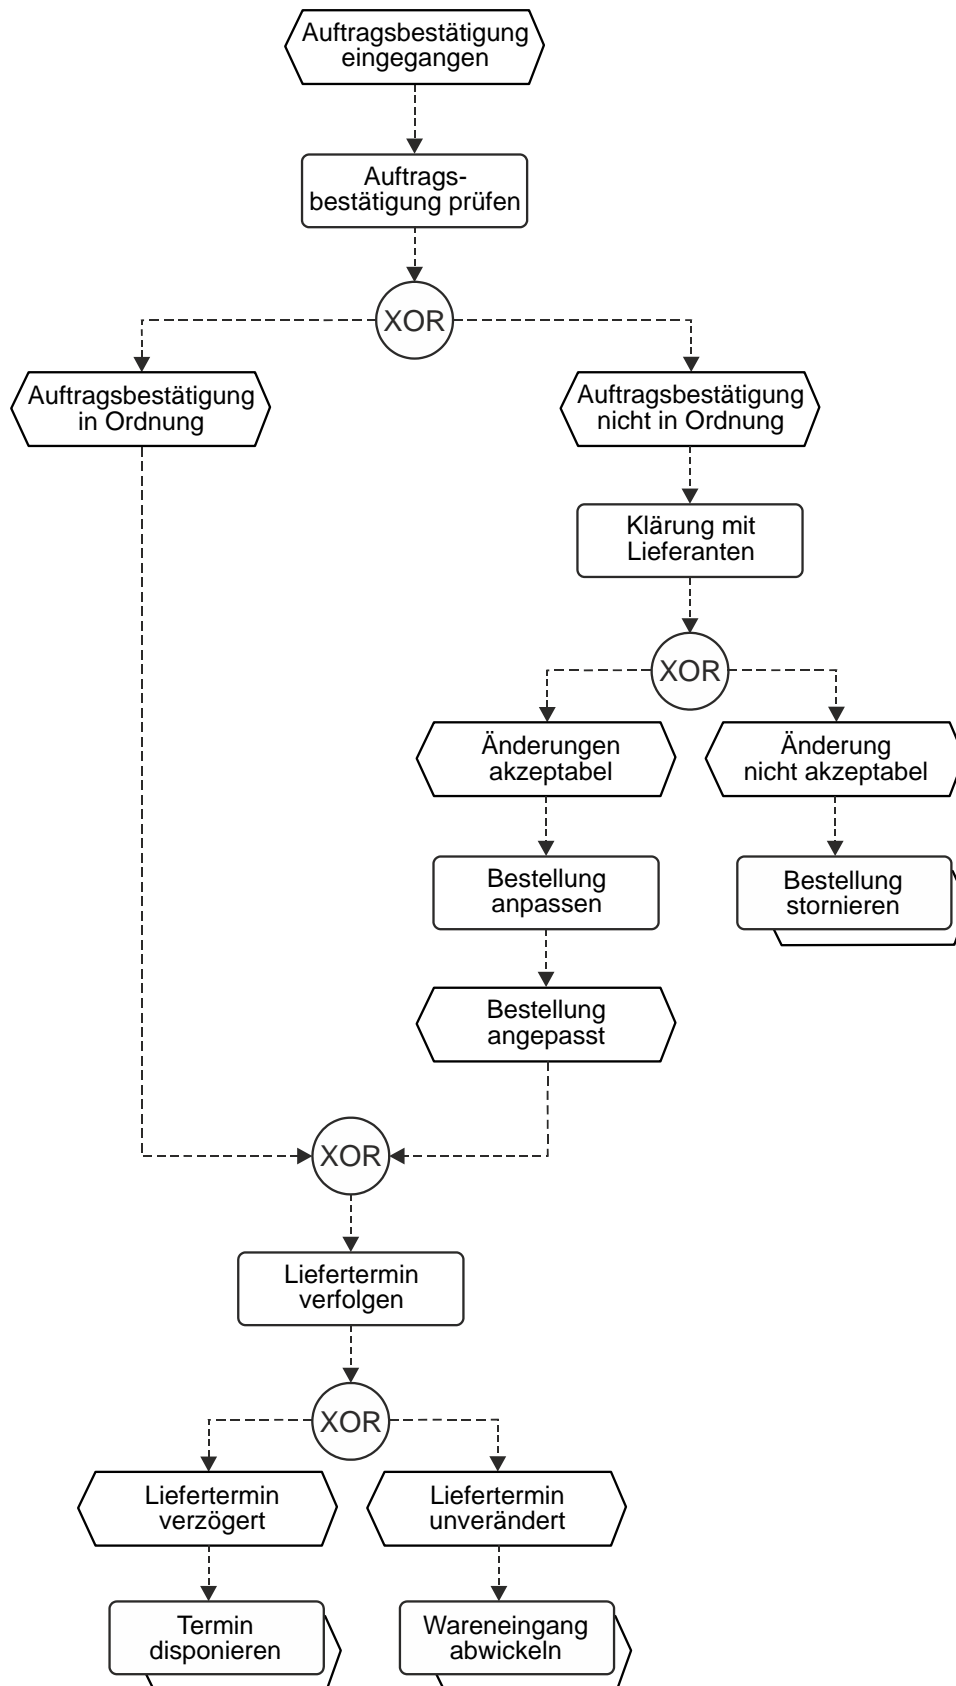 Auftragsbestätigung
eingegangen
Auftrags-
bestätigung prüfen
XOR
Auftragsbestätigung
in Ordnung
Auftragsbestätigung
nicht in Ordnung
Klärung mit
Lieferanten
XOR
Änderungen
akzeptabel
Änderung
nicht akzeptabel
Bestellung
anpassen
Bestellung
stornieren
Bestellung
angepasst
XOR
Liefertermin
verfolgen
XOR
Liefertermin
verzögert
Liefertermin
unverändert
Termin
disponieren
Wareneingang
abwickeln